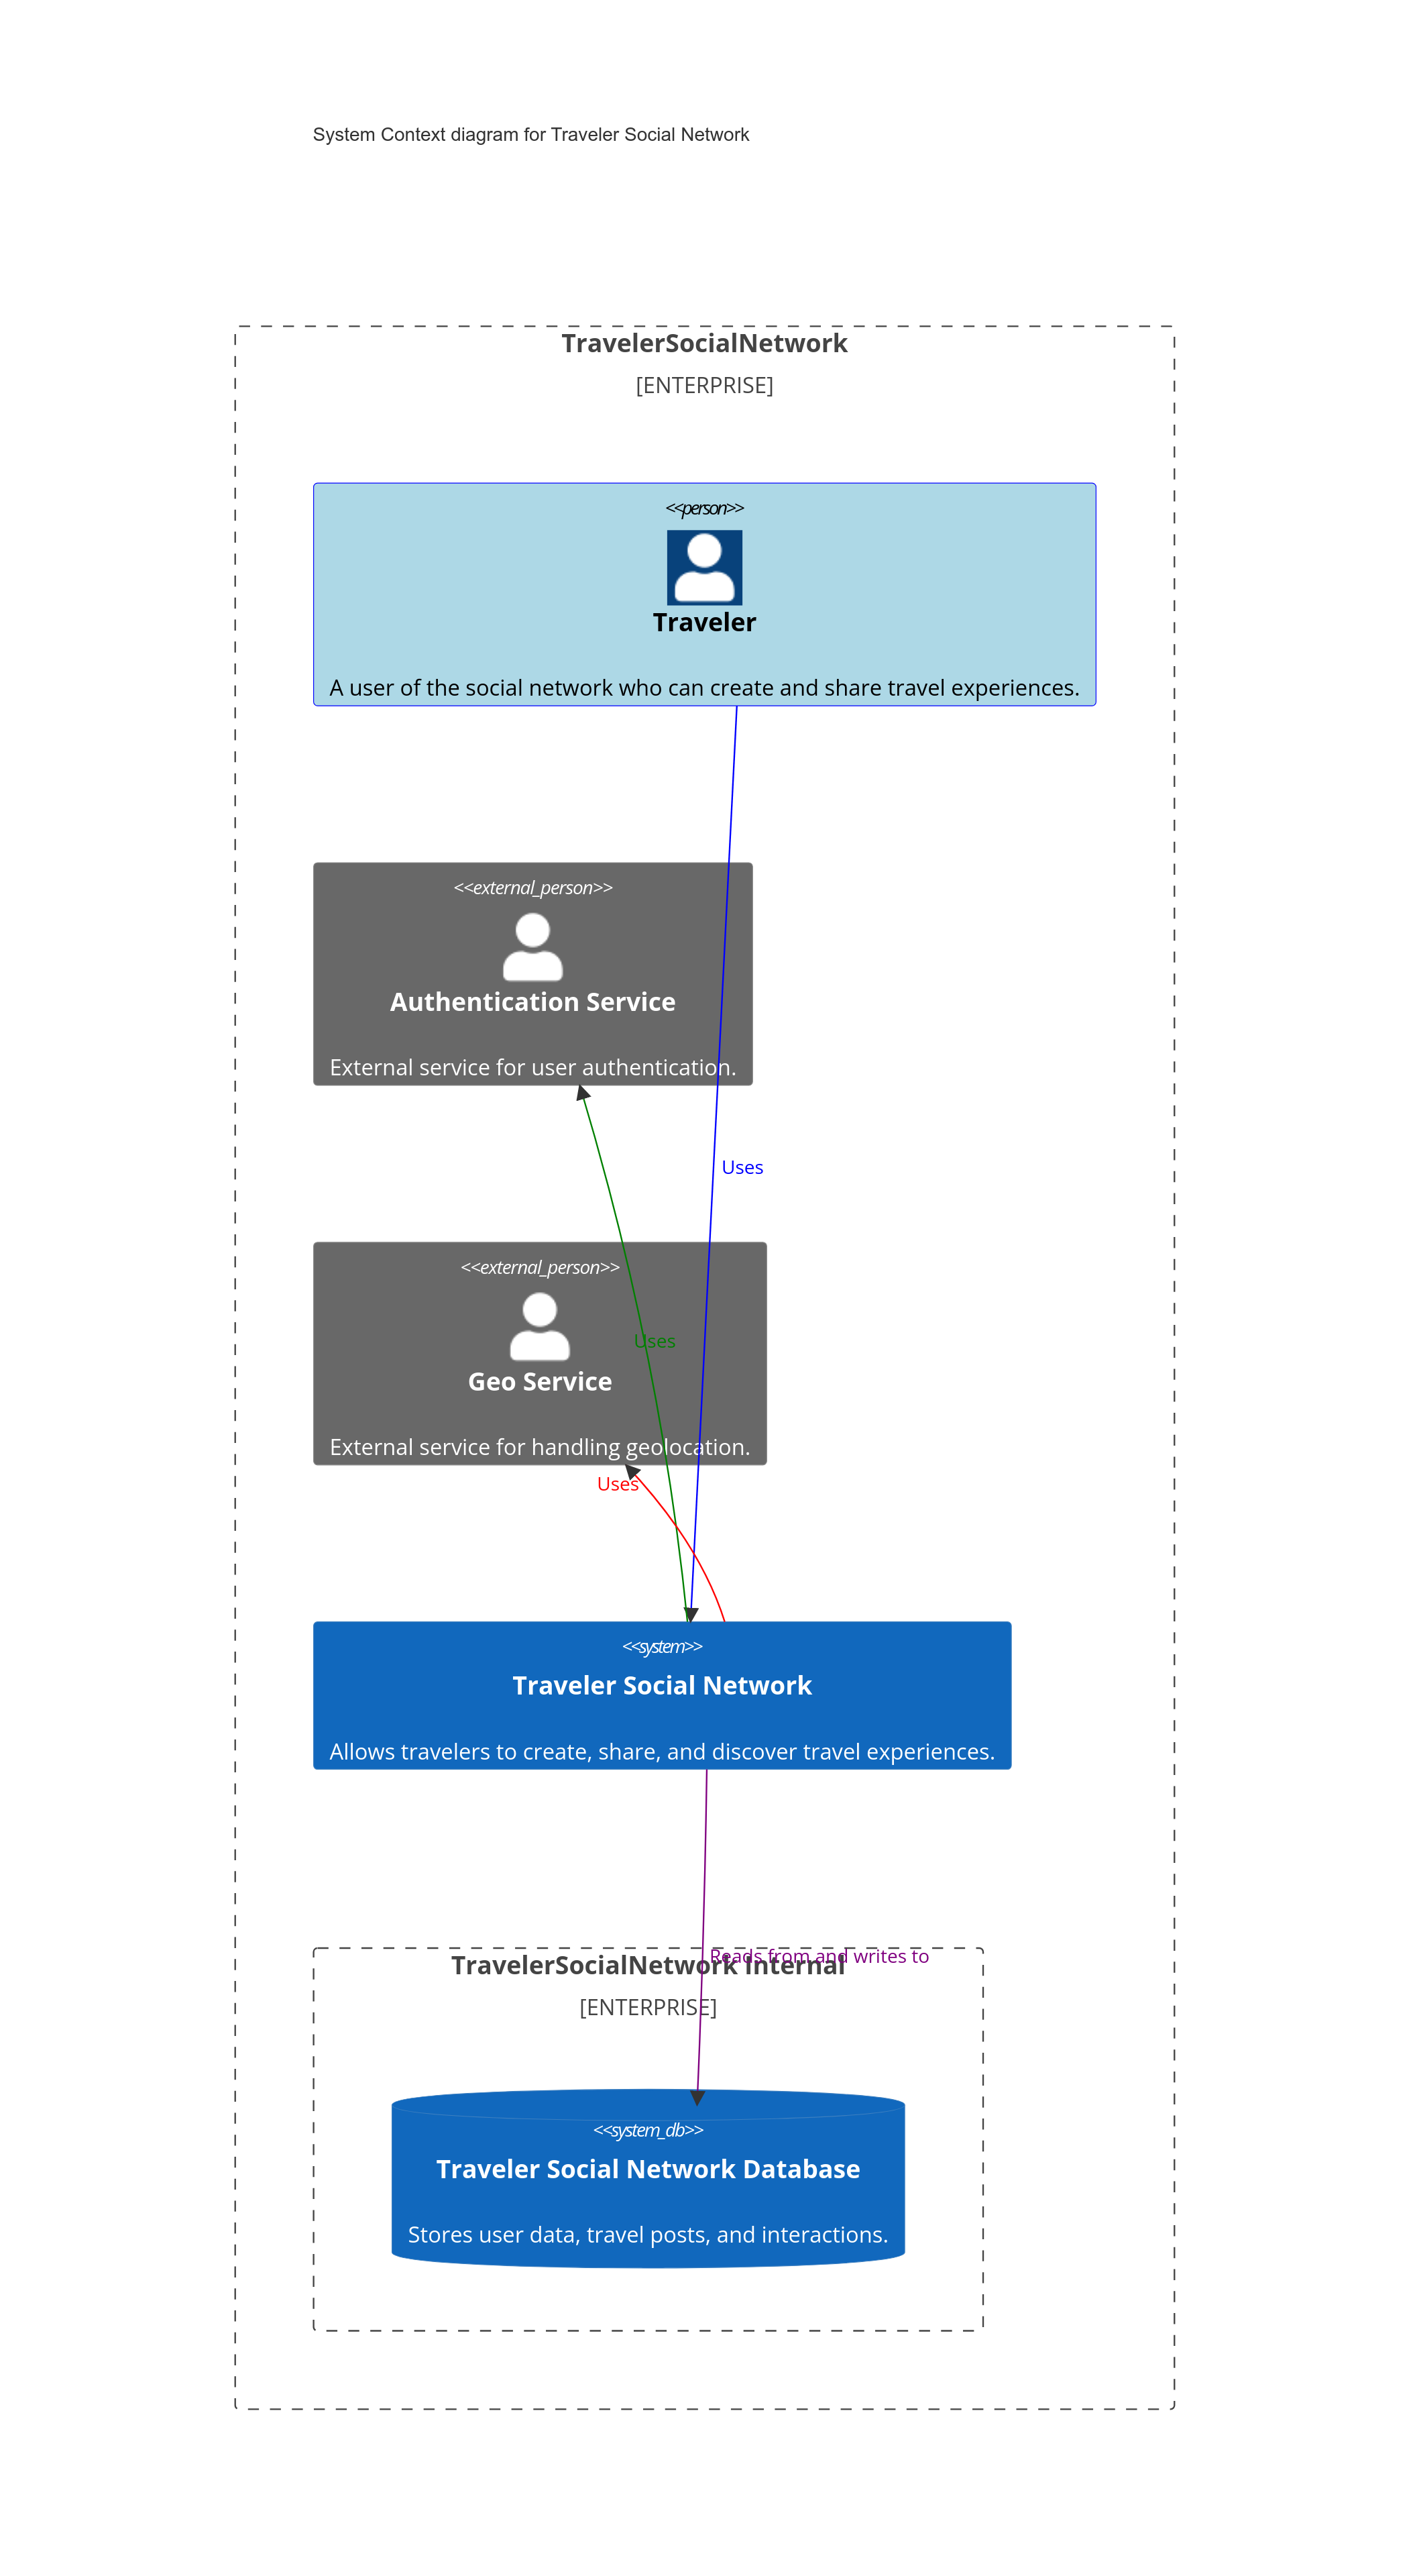 System Context diagram for Traveler Social Network
TravelerSocialNetwork
[ENTERPRISE]
<<person>>
Traveler
A user of the social network who can create and share travel experiences.
<<external_person>>
Authentication Service
External service for user authentication.
Uses
<<external_person>>
Uses
Geo Service
External service for handling geolocation.
Uses
<<system>>
Traveler Social Network
Allows travelers to create, share, and discover travel experiences.
Reads from and writes to
TravelerSocialNetwork Internal
[ENTERPRISE]
<<system_db>>
Traveler Social Network Database
Stores user data, travel posts, and interactions.